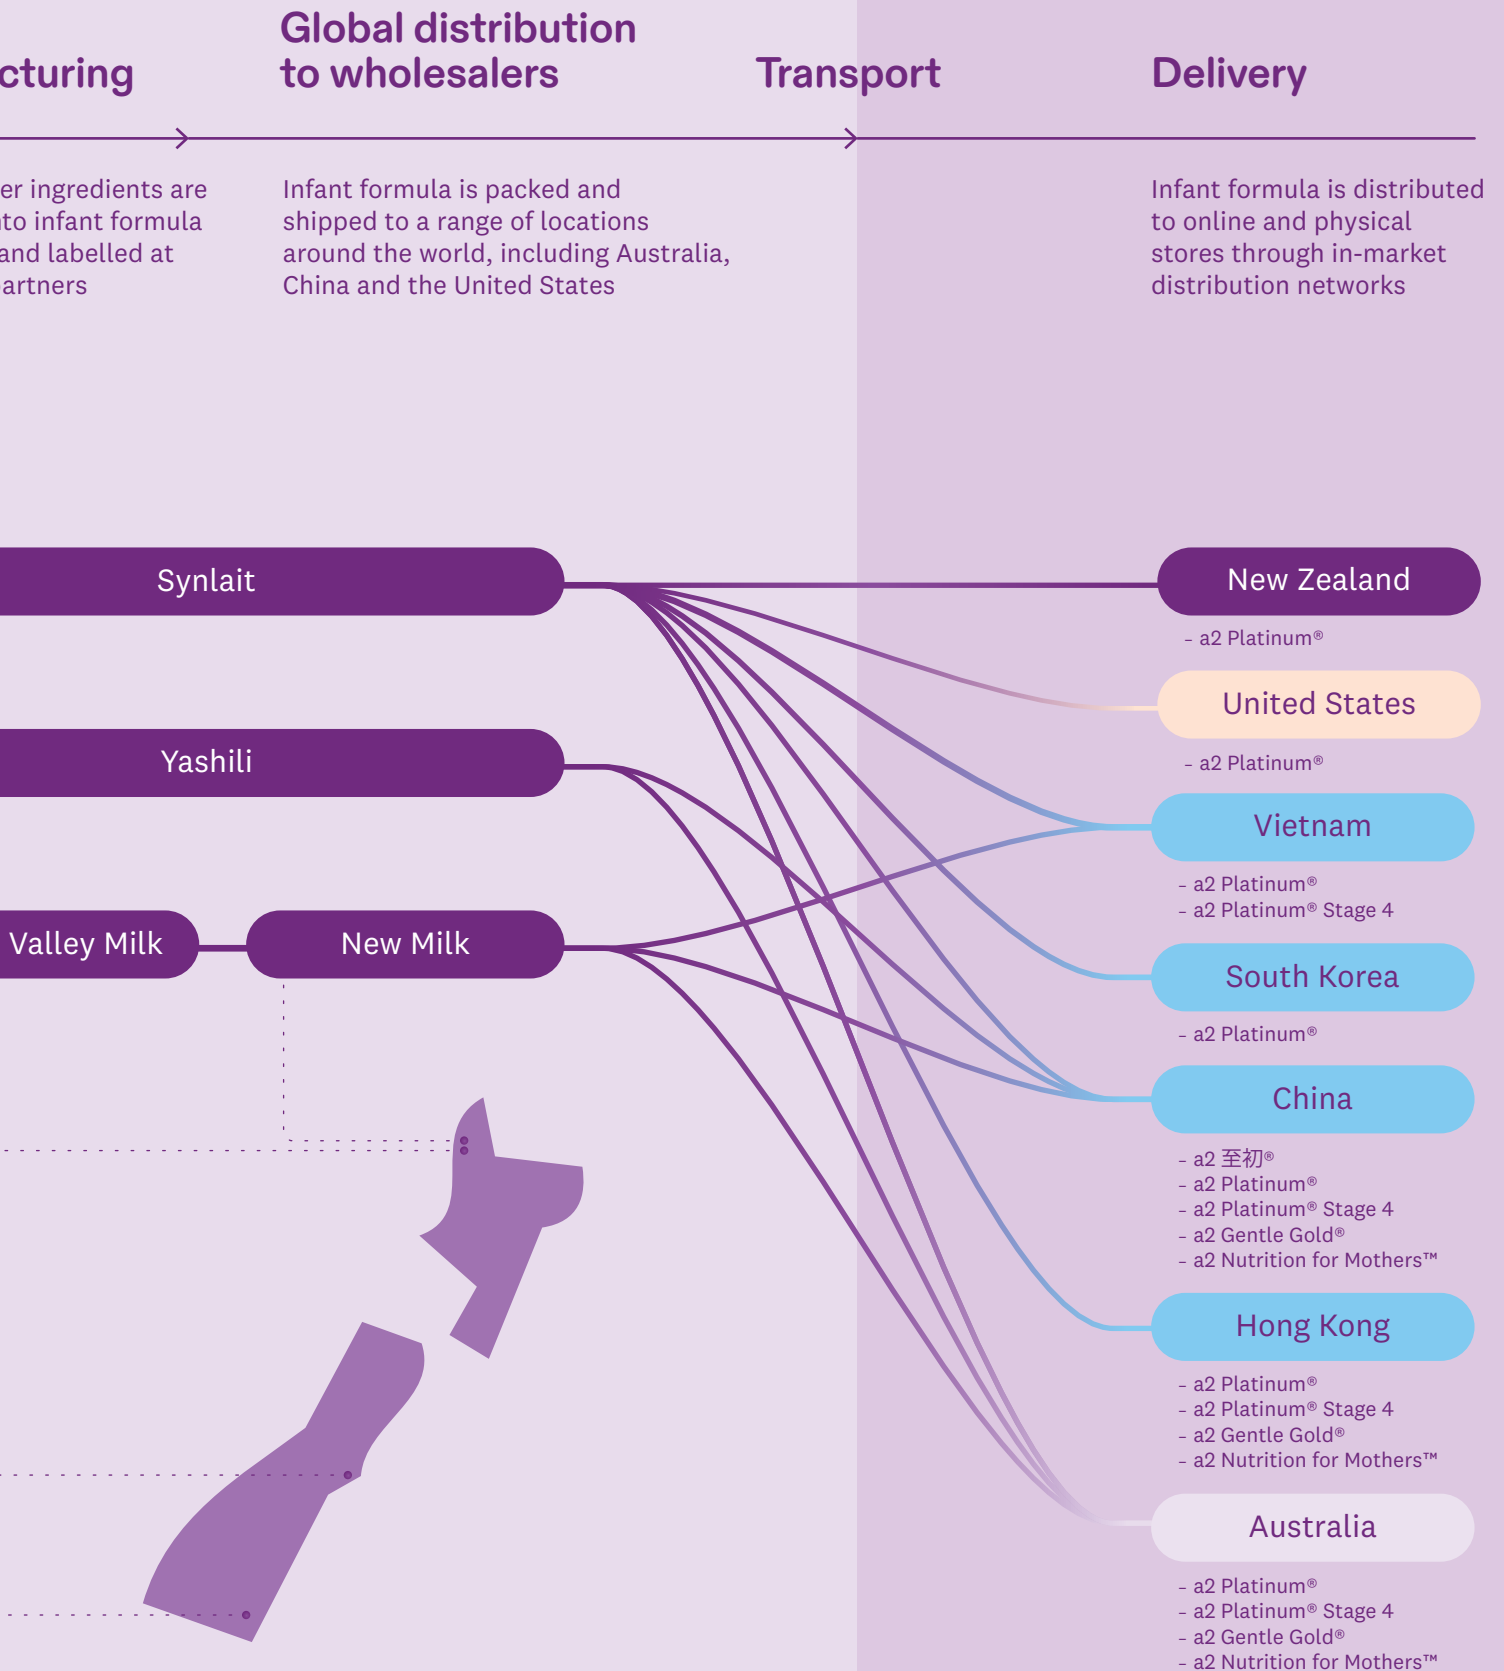 cturing
Global distribution
to wholesalers
Transport
Delivery
er ingredients are
to infant formula
and labelled at
artners
Infant formula is packed and
shipped to a range of locations
around the world, including Australia,
China and the United States
Infant formula is distributed
to online and physical
stores through in-market
distribution networks
Synlait
Yashili
Valley Milk
New Milk
New Zealand
– a2 Platinum®
United States
– a2 Platinum®
Vietnam
– a2 Platinum®
– a2 Platinum® Stage 4
South Korea
– a2 Platinum®
China
– a2 至初®
– a2 Platinum®
– a2 Platinum® Stage 4
– a2 Gentle Gold®
– a2 Nutrition for Mothers™
Hong Kong
– a2 Platinum®
– a2 Platinum® Stage 4
– a2 Gentle Gold®
– a2 Nutrition for Mothers™
Australia
– a2 Platinum®
– a2 Platinum® Stage 4
– a2 Gentle Gold®
– a2 Nutrition for Mothers™